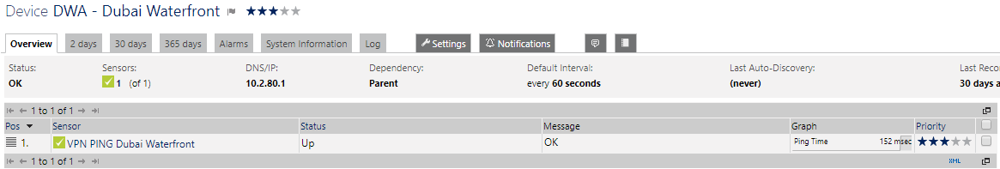 Device DWA - Dubai Waterfront
Overview 2 days 30 days 365 days Alarms System Information Log Settings Notifications
Status: Sensors: DNS/IP: Dependency: Default Interval: Last Auto-Discovery: Last Reco
OK 1 (of 1) 10.2.80.1 Parent every 60 seconds (never) 30 days a
1 to 1 of 1
Pos Sensor Status Message Graph Priority
1. VPN PING Dubai Waterfront Up OK Ping Time 152 msec
1 to 1 of 1 XML